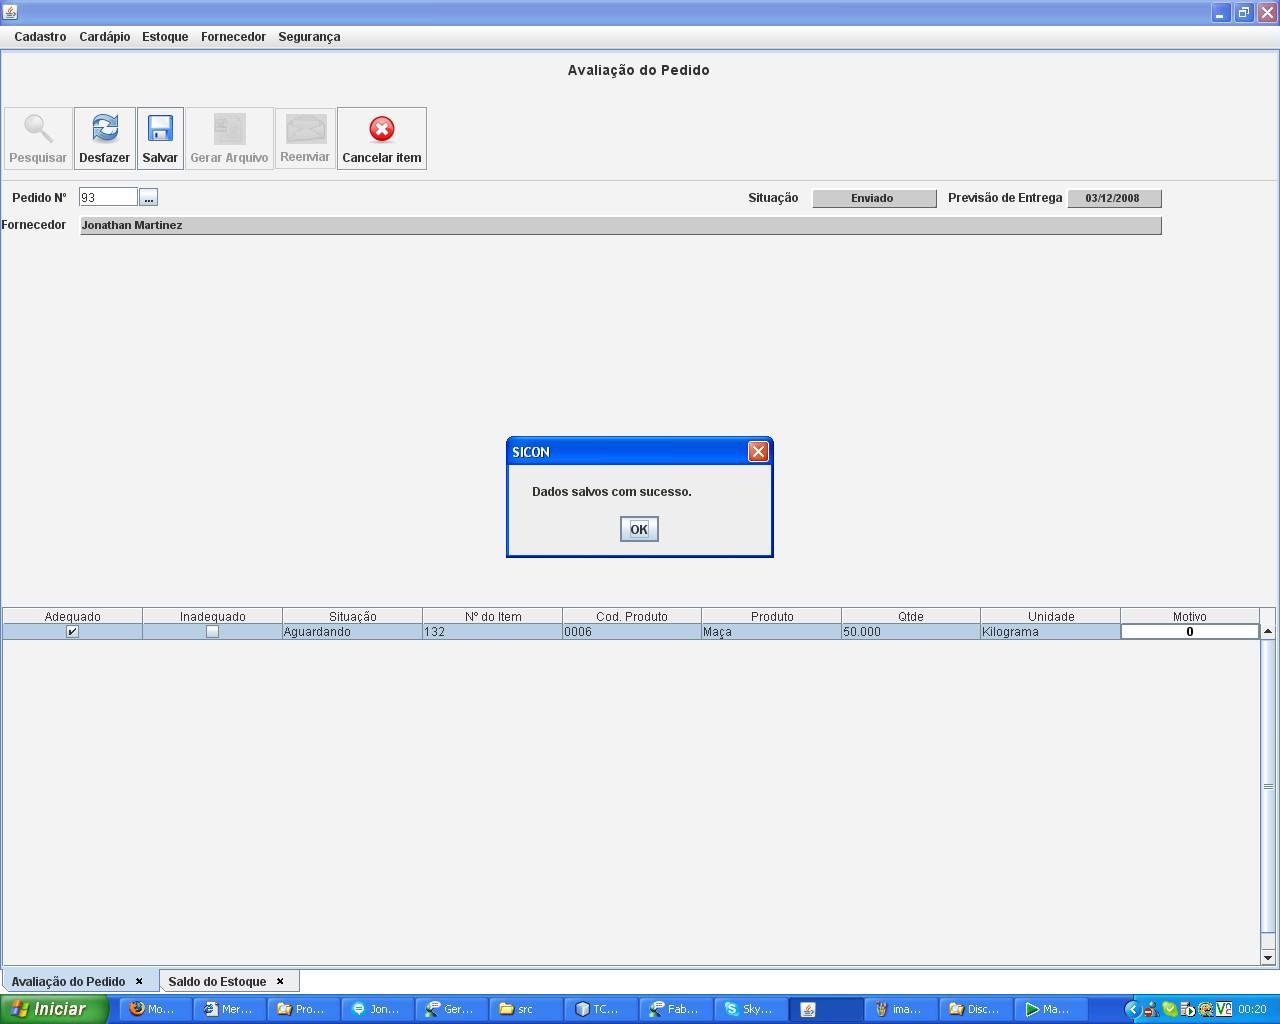 Cadastro Cardápio Estoque Fornecedor Segurança
Avaliação do Pedido
Pesquisar Desfazer Salvar Gerar Arquivo Reenviar Cancelar item
Pedido Nº 93 ... Situação Enviado Previsão de Entrega 03/12/2008
Fornecedor Jonathan Martinez
SICON
Dados salvos com sucesso.
OK
Adequado Inadequado Situação Nº do Item Cod. Produto Produto Qtde Unidade Motivo
Aguardando 132 0006 Maça 50.000 Kilograma 0
Avaliação do Pedido × Saldo do Estoque ×
Iniciar Mo... Mer... Pro... Jon... Ger... src TC... Fab... Sky... ima... Disc... Ma... 00:20